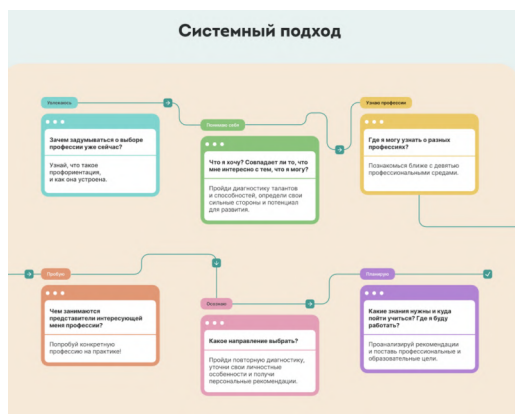 Системный подход
Увлекаюсь
Зачем задумываться о выборе
профессии уже сейчас?
Узнай, что такое
профориентация,
и как она устроена.
Понимаю себя
Что я хочу? Совпадает ли то, что
мне интересно с тем, что я могу?
Пройди диагностику талантов
и способностей, определи свои
сильные стороны и потенциал
для развития.
Узнаю профессии
Где я могу узнать о разных
профессиях?
Познакомься ближе с девятью
профессиональными средами.
Пробую
Чем занимаются
представители интересующей
меня профессии?
Попробуй конкретную
профессию на практике!
Осознаю
Какое направление выбрать?
Пройди повторную диагностику,
уточни свои личностные
особенности и получи
персональные рекомендации.
Планирую
Какие знания нужны и куда
пойти учиться? Где я буду
работать?
Проанализируй рекомендации
и поставь профессиональные и
образовательные цели.